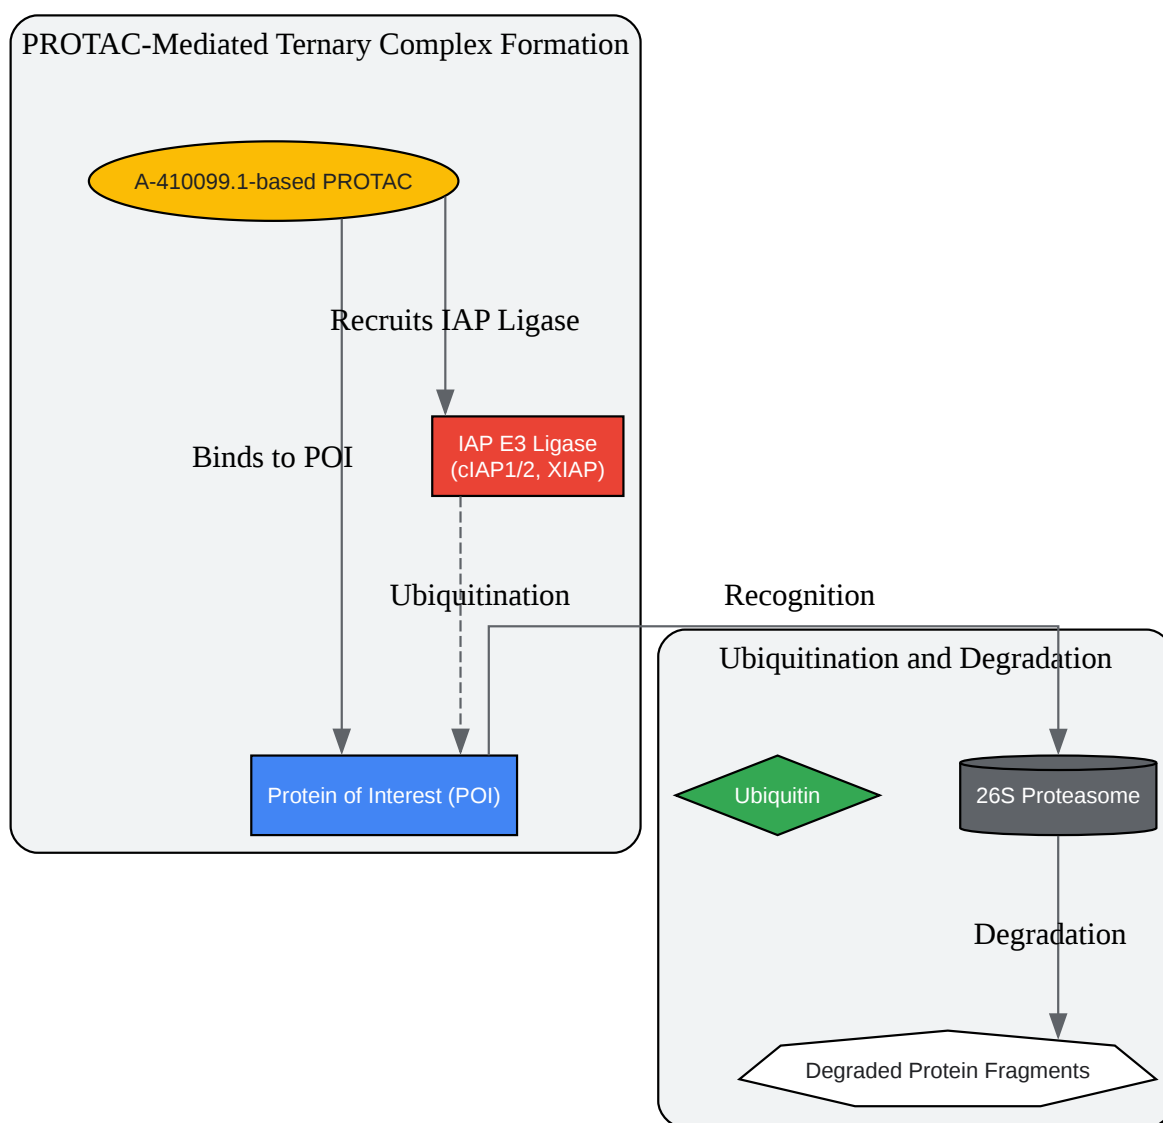 PROTAC-Mediated Ternary Complex Formation
A-410099.1-based PROTAC
Recruits IAP Ligase
IAP E3 Ligase
(cIAP1/2, XIAP)
Binds to POI
Ubiquitination
Recognition
Ubiquitination and Degradation
Protein of Interest (POI)
Ubiquitin
26S Proteasome
Degradation
Degraded Protein Fragments